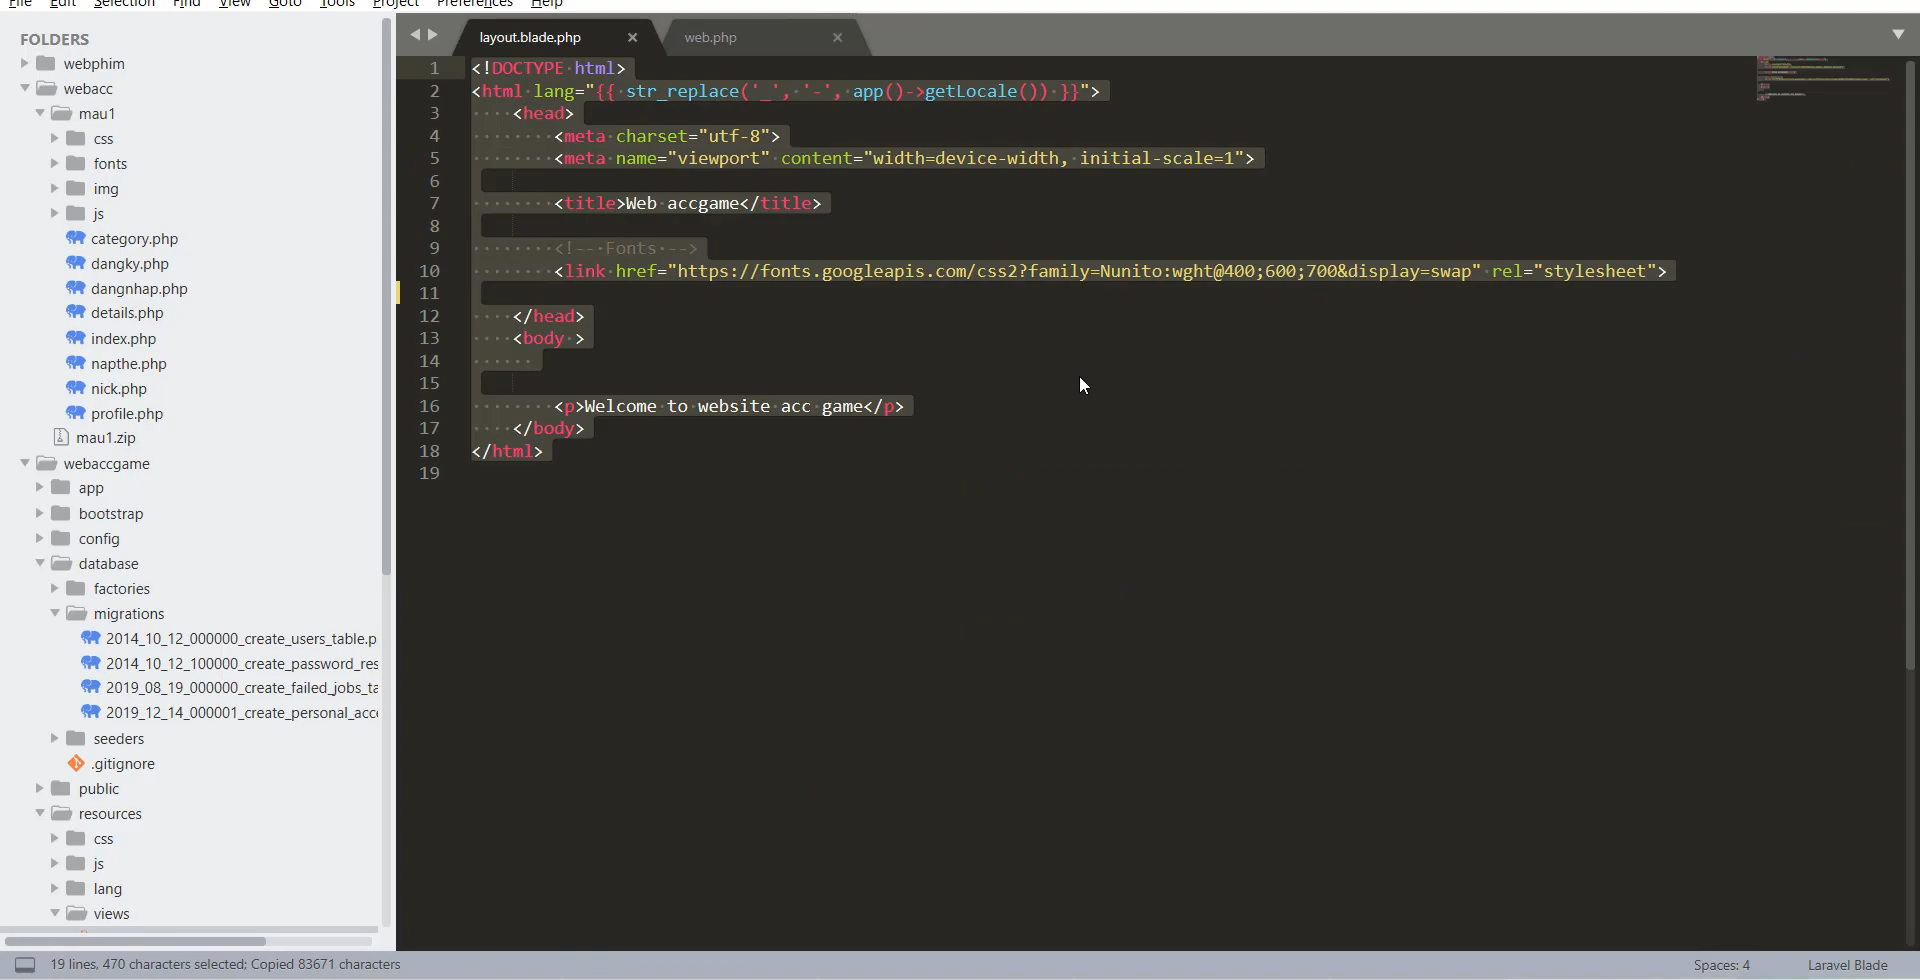 File Edit Selection Find View Goto Tools Project Preferences Help
FOLDERS
webphim
webacc
mau1
css
fonts
img
js
category.php
dangky.php
dangnhap.php
details.php
index.php
napthe.php
nick.php
profile.php
mau1.zip
webaccgame
app
bootstrap
config
database
factories
migrations
2014_10_12_000000_create_users_table.p
2014_10_12_100000_create_password_res
2019_08_19_000000_create_failed_jobs_ta
2019_12_14_000001_create_personal_acce
seeders
.gitignore
public
resources
css
js
lang
views
layout.blade.php web.php
1 <!DOCTYPE html>
2 <html lang="{{ str_replace('_', '-', app()->getLocale()) }}">
3 <head>
4 <meta charset="utf-8">
5 <meta name="viewport" content="width=device-width, initial-scale=1">
6
7 <title>Web accgame</title>
8
9 <!-- Fonts -->
10 <link href="https://fonts.googleapis.com/css2?family=Nunito:wght@400;600;700&display=swap" rel="stylesheet">
11
12 </head>
13 <body >
14
15
16 <p>Welcome to website acc game</p>
17 </body>
18 </html>
19
19 lines, 470 characters selected; Copied 83671 characters
Spaces: 4 Laravel Blade